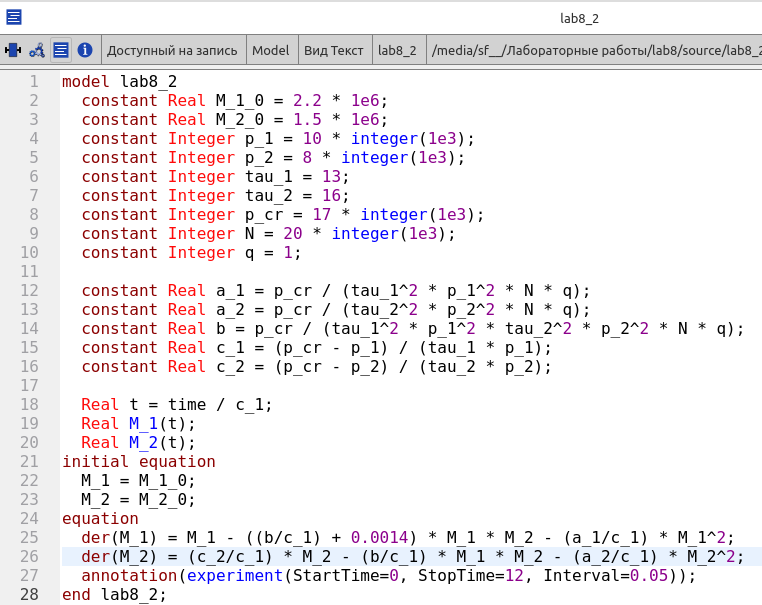 lab8_2
Доступный на запись Model Вид Текст lab8_2 /media/sf__/Лабораторные работы/lab8/source/lab8_2
1 model lab8_2
2   constant Real M_1_0 = 2.2 * 1e6;
3   constant Real M_2_0 = 1.5 * 1e6;
4   constant Integer p_1 = 10 * integer(1e3);
5   constant Integer p_2 = 8 * integer(1e3);
6   constant Integer tau_1 = 13;
7   constant Integer tau_2 = 16;
8   constant Integer p_cr = 17 * integer(1e3);
9   constant Integer N = 20 * integer(1e3);
10   constant Integer q = 1;
11
12   constant Real a_1 = p_cr / (tau_1^2 * p_1^2 * N * q);
13   constant Real a_2 = p_cr / (tau_2^2 * p_2^2 * N * q);
14   constant Real b = p_cr / (tau_1^2 * p_1^2 * tau_2^2 * p_2^2 * N * q);
15   constant Real c_1 = (p_cr - p_1) / (tau_1 * p_1);
16   constant Real c_2 = (p_cr - p_2) / (tau_2 * p_2);
17
18   Real t = time / c_1;
19   Real M_1(t);
20   Real M_2(t);
21 initial equation
22   M_1 = M_1_0;
23   M_2 = M_2_0;
24 equation
25   der(M_1) = M_1 - ((b/c_1) + 0.0014) * M_1 * M_2 - (a_1/c_1) * M_1^2;
26   der(M_2) = (c_2/c_1) * M_2 - (b/c_1) * M_1 * M_2 - (a_2/c_1) * M_2^2;
27   annotation(experiment(StartTime=0, StopTime=12, Interval=0.05));
28 end lab8_2;